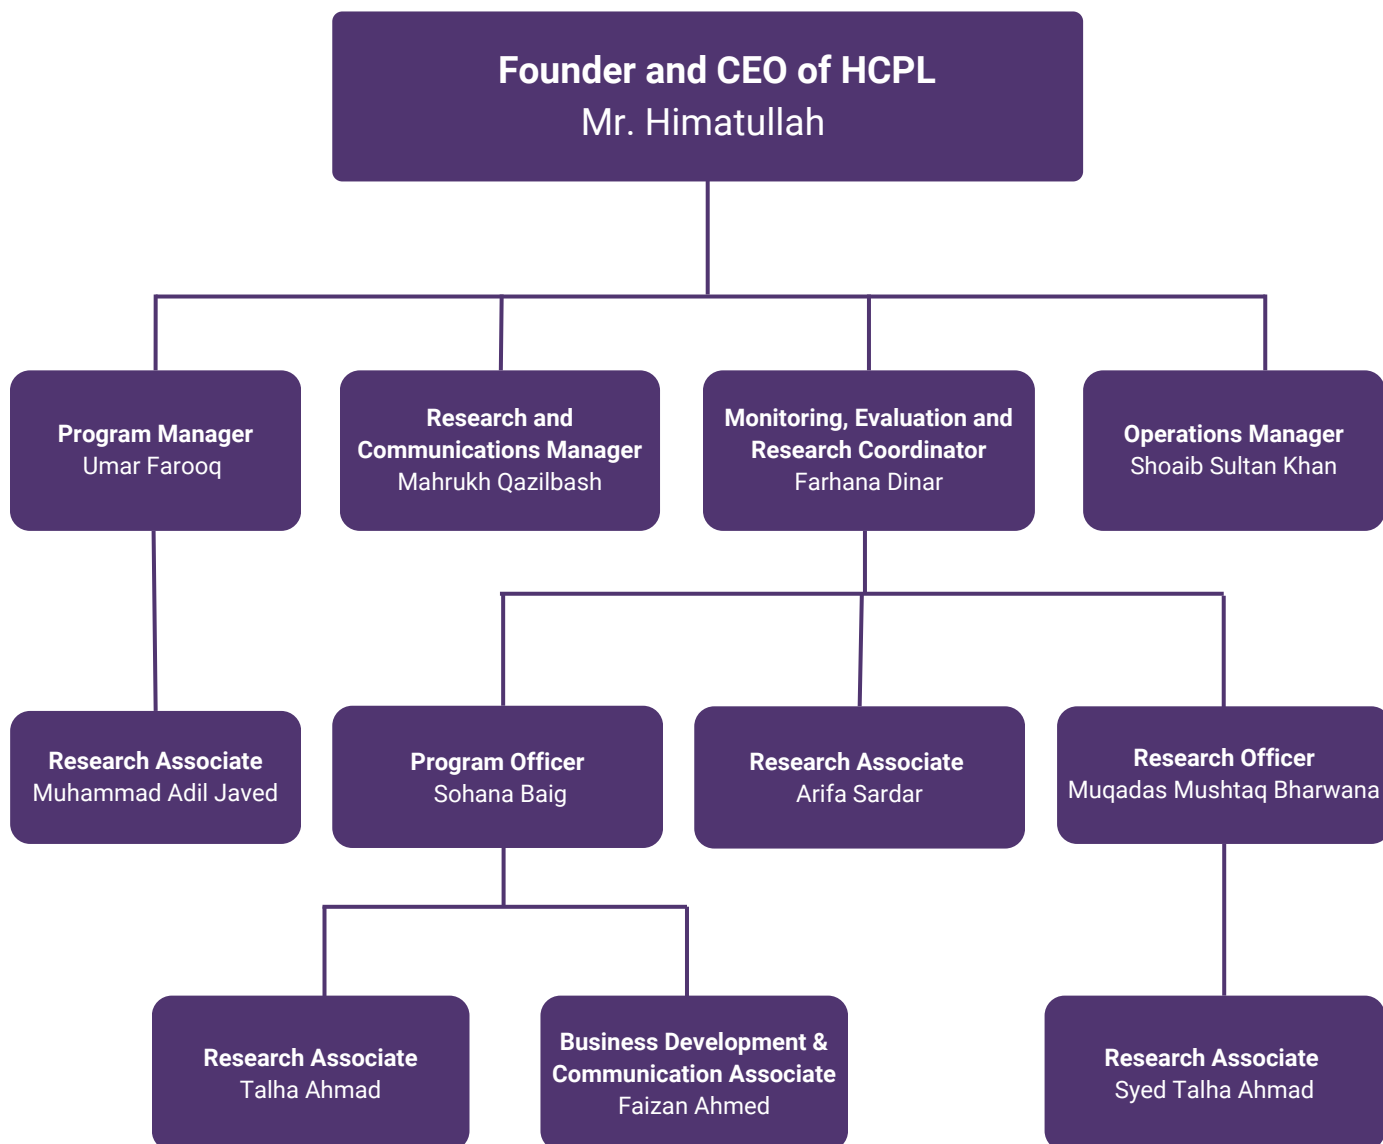 Founder and CEO of HCPL
Mr. Himatullah
Program Manager
Umar Farooq
Research and
Communications Manager
Mahrukh Qazilbash
Monitoring, Evaluation and
Research Coordinator
Farhana Dinar
Operations Manager
Shoaib Sultan Khan
Research Associate
Muhammad Adil Javed
Program Officer
Sohana Baig
Research Associate
Arifa Sardar
Research Officer
Muqadas Mushtaq Bharwana
Research Associate
Talha Ahmad
Business Development &
Communication Associate
Faizan Ahmed
Research Associate
Syed Talha Ahmad